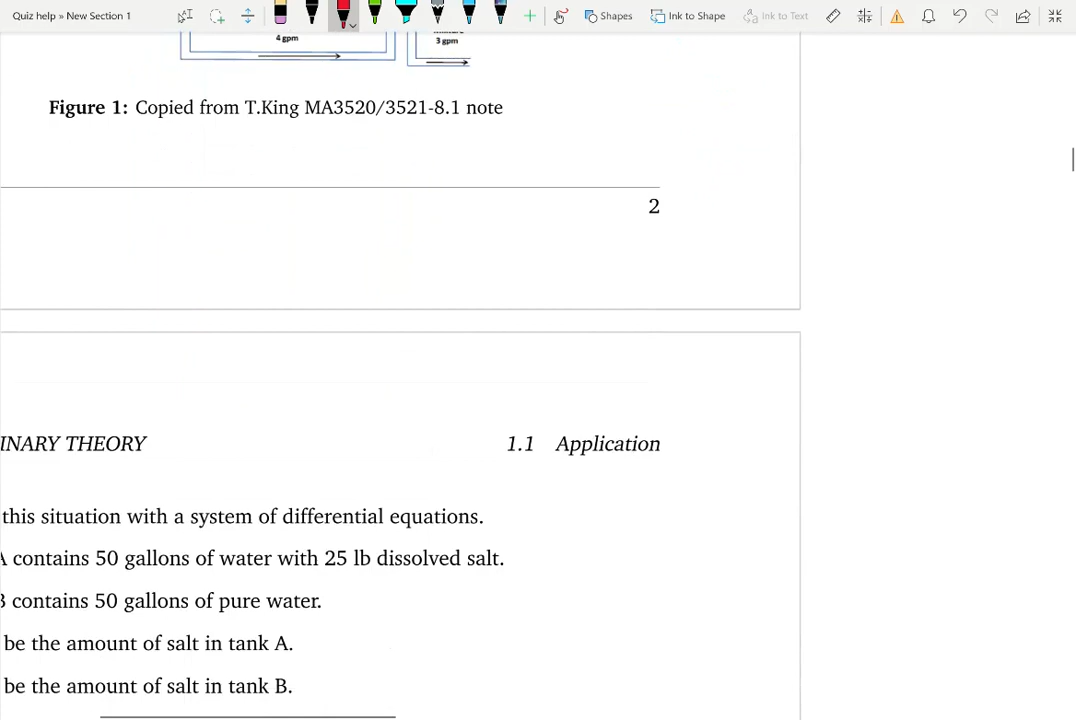 Quiz help » New Section 1
Shapes
Ink to Shape
Ink to Text
4 gpm
3 gpm
Figure 1: Copied from T.King MA3520/3521-8.1 note
2
INARY THEORY
1.1 Application
this situation with a system of differential equations.
A contains 50 gallons of water with 25 lb dissolved salt.
B contains 50 gallons of pure water.
be the amount of salt in tank A.
be the amount of salt in tank B.